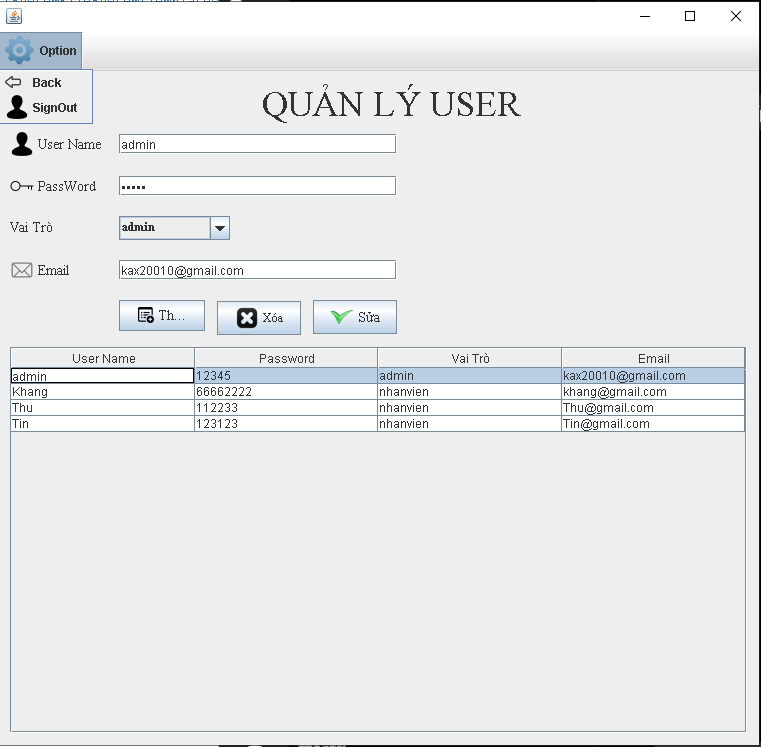 Option
Back
SignOut
QUẢN LÝ USER
User Name admin
PassWord •••••
Vai Trò admin
Email kax20010@gmail.com
Th... Xóa Sửa
User Name Password Vai Trò Email
admin 12345 admin kax20010@gmail.com
Khang 66662222 nhanvien khang@gmail.com
Thu 112233 nhanvien Thu@gmail.com
Tin 123123 nhanvien Tin@gmail.com